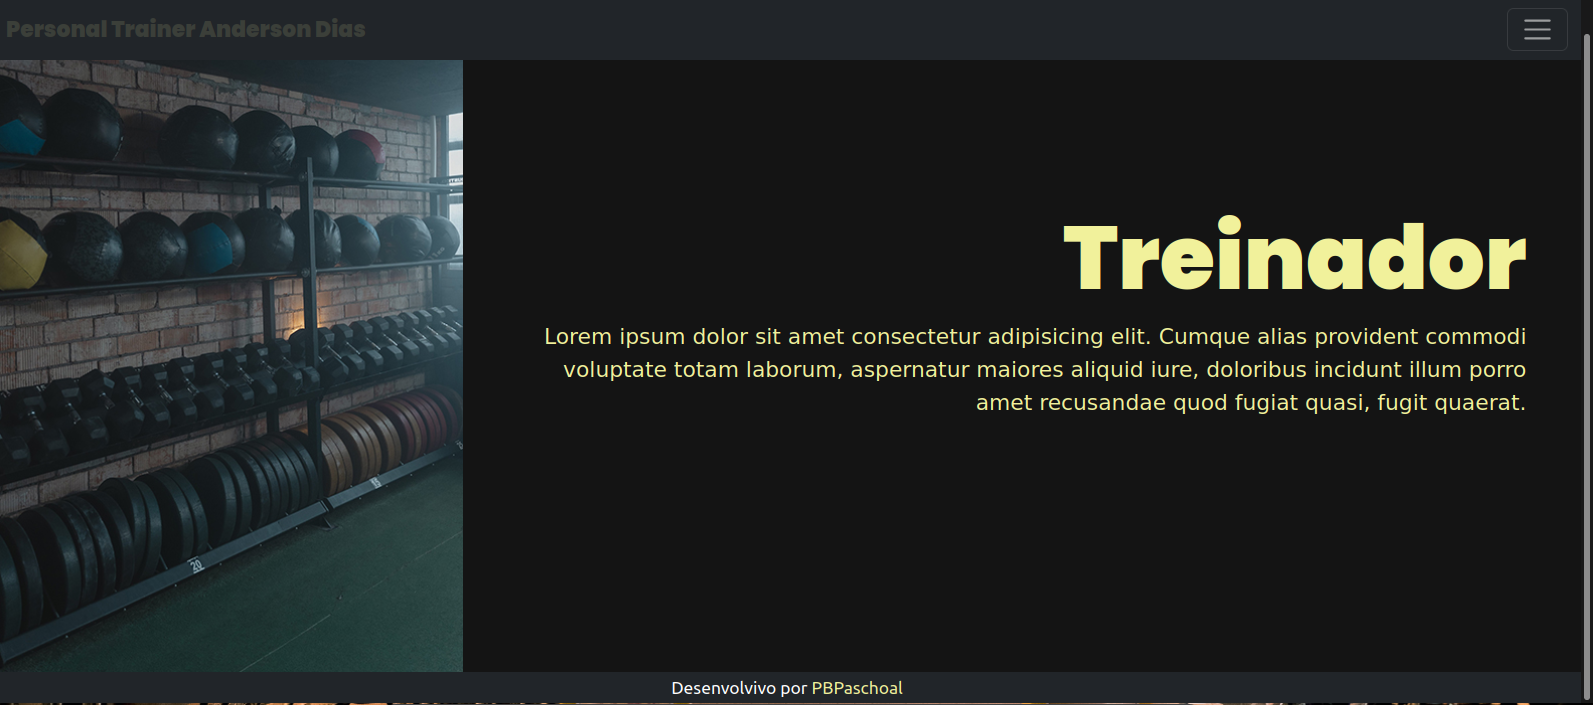 Personal Trainer Anderson Dias
Treinador
Lorem ipsum dolor sit amet consectetur adipisicing elit. Cumque alias provident commodi
voluptate totam laborum, aspernatur maiores aliquid iure, doloribus incidunt illum porro
amet recusandae quod fugiat quasi, fugit quaerat.
20
Desenvolvivo por PBPaschoal